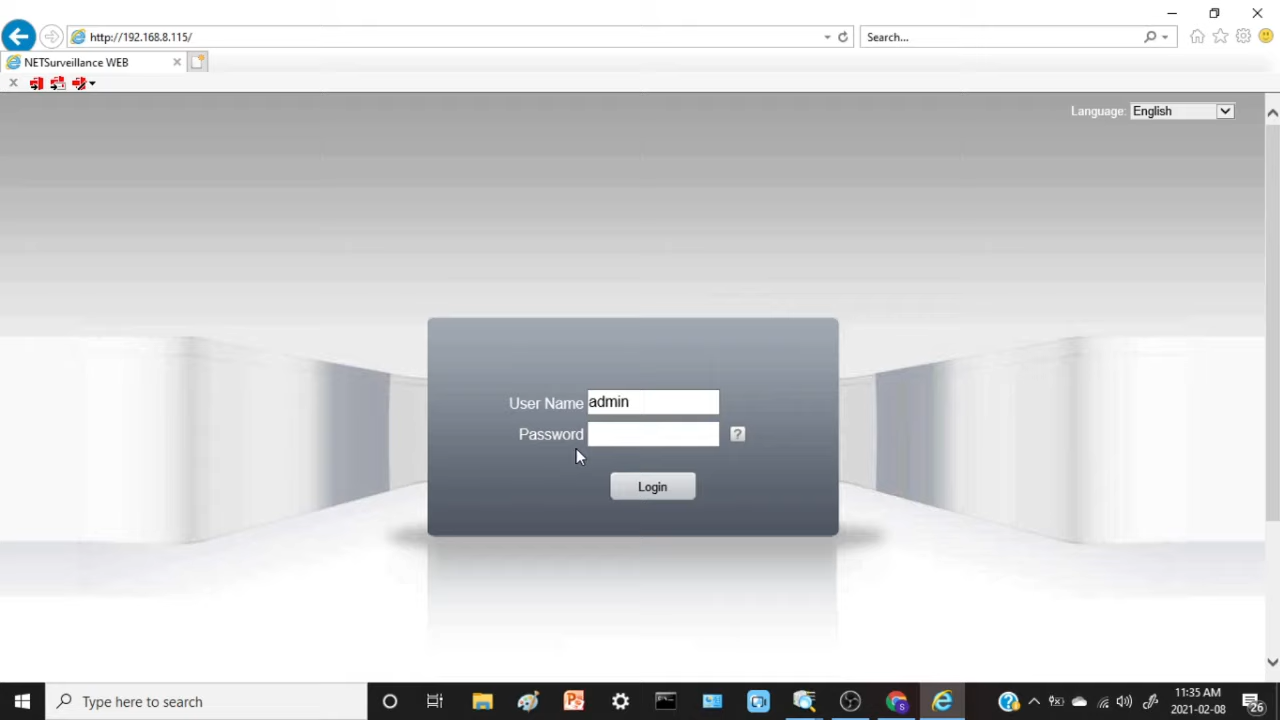 http://192.168.8.115/
Search...
NETSurveillance WEB
Language: English
User Name admin
Password ?
Login
Type here to search
11:35 AM
2021-02-08
26